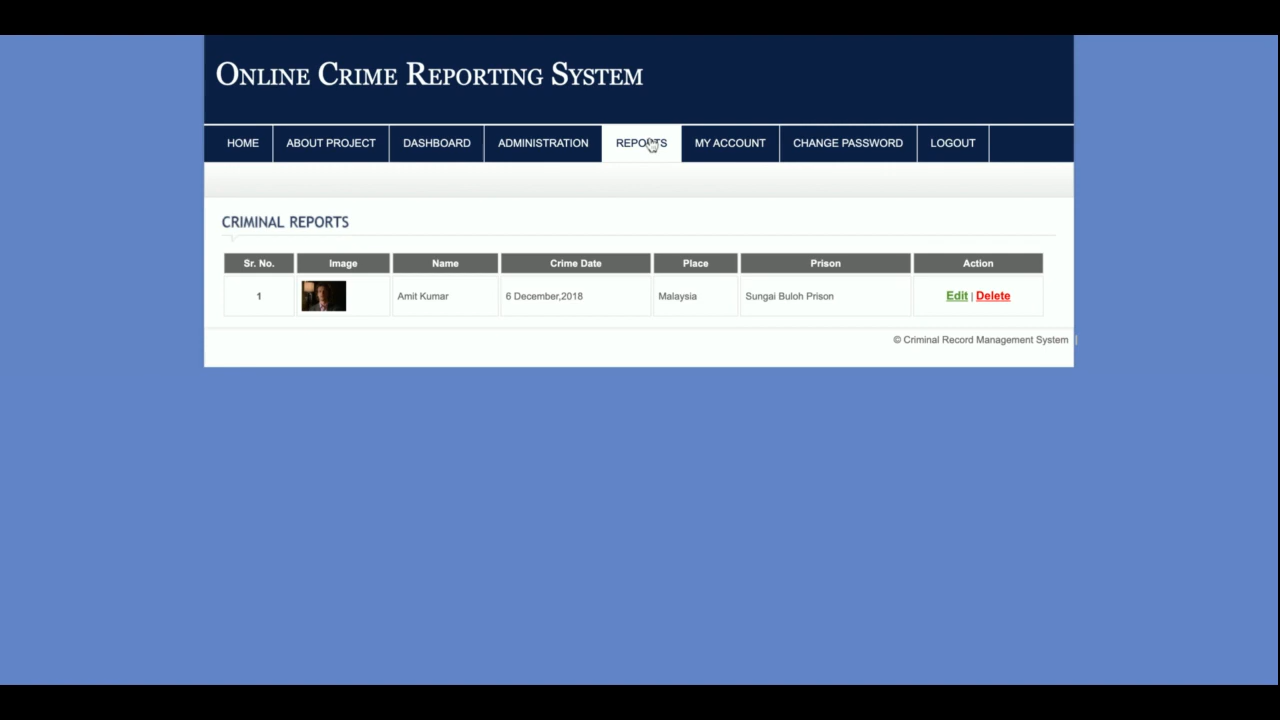 Online Crime Reporting System
HOME ABOUT PROJECT DASHBOARD ADMINISTRATION REPORTS MY ACCOUNT CHANGE PASSWORD LOGOUT
CRIMINAL REPORTS
Sr. No. Image Name Crime Date Place Prison Action
1 Amit Kumar 6 December,2018 Malaysia Sungai Buloh Prison Edit | Delete
© Criminal Record Management System |